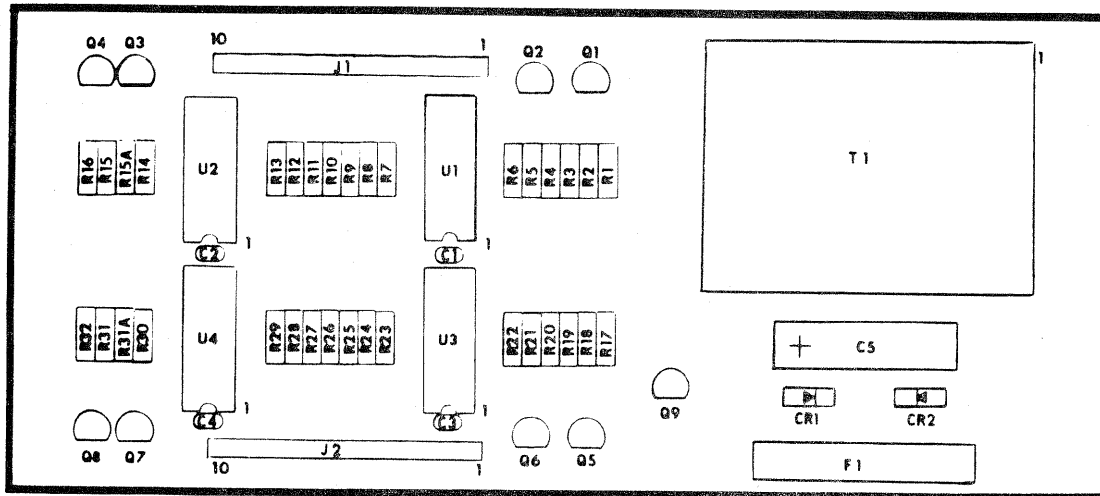 Q4 Q3 10 1 Q2 Q1 1
J1
R16 R15 R15A R14 U2 R13 R12 R11 R10 R9 R8 R7 U1 R6 R5 R4 R3 R2 R1 T1
1 1
C2 C1
R32 R31 R31A R30 U4 R29 R28 R27 R26 R25 R24 R23 U3 R22 R21 R20 R19 R18 R17 + C5
1 1
C4 C3 Q9 CR1 CR2
Q8 Q7 J2 Q6 Q5
10 1 F1